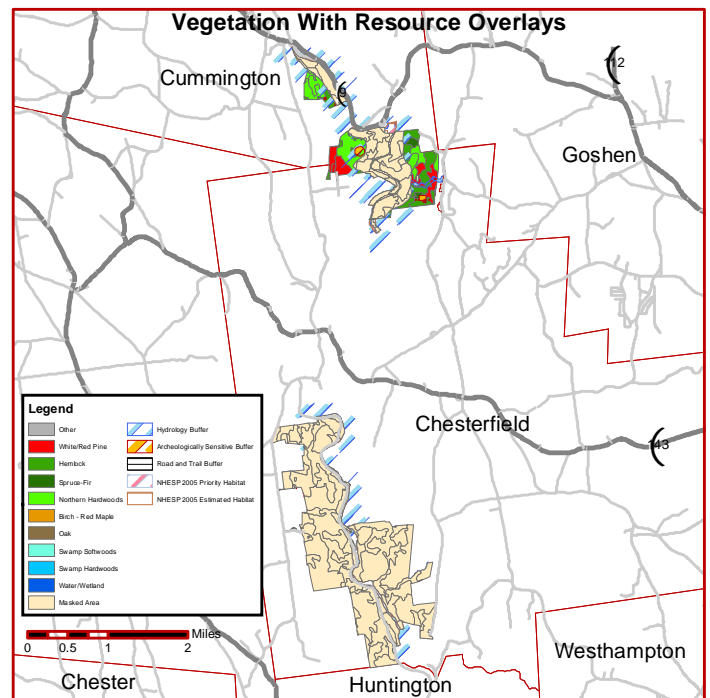 Vegetation With Resource Overlays
Cummington
112
9
Goshen
Chesterfield
143
Legend
Other
White/Red Pine
Hemlock
Spruce-Fir
Northern Hardwoods
Birch - Red Maple
Oak
Swamp Softwoods
Swamp Hardwoods
Water/Wetland
Masked Area
Hydrology Buffer
Archeologically Sensitive Buffer
Road and Trail Buffer
NHESP 2005 Priority Habitat
NHESP 2005 Estimated Habitat
Miles
0 0.5 1 2
Westhampton
Chester
Huntington